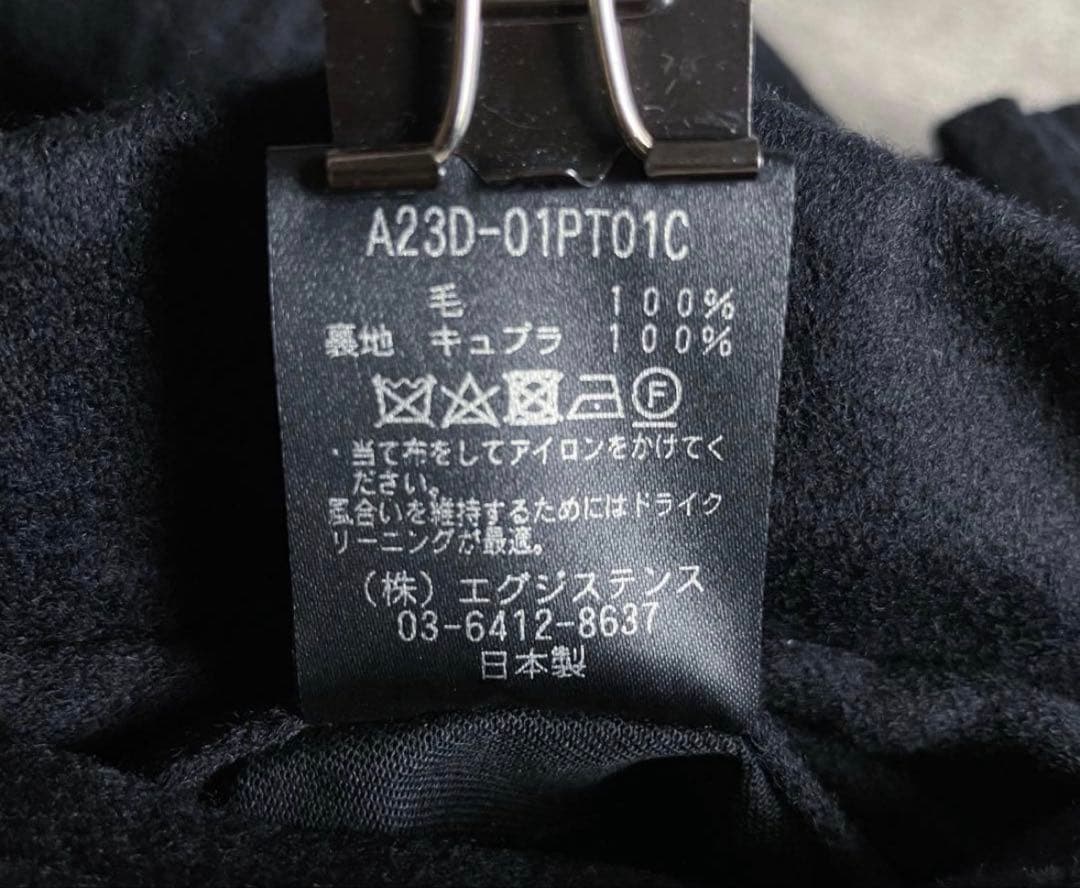 A23D-01PT01C
毛 100%
裏地 キュプラ 100%
F
・当て布をしてアイロンをかけてく
ださい。
風合いを維持するためにはドライク
リーニングが最適。
（株）エグジステンス
03-6412-8637
日本製